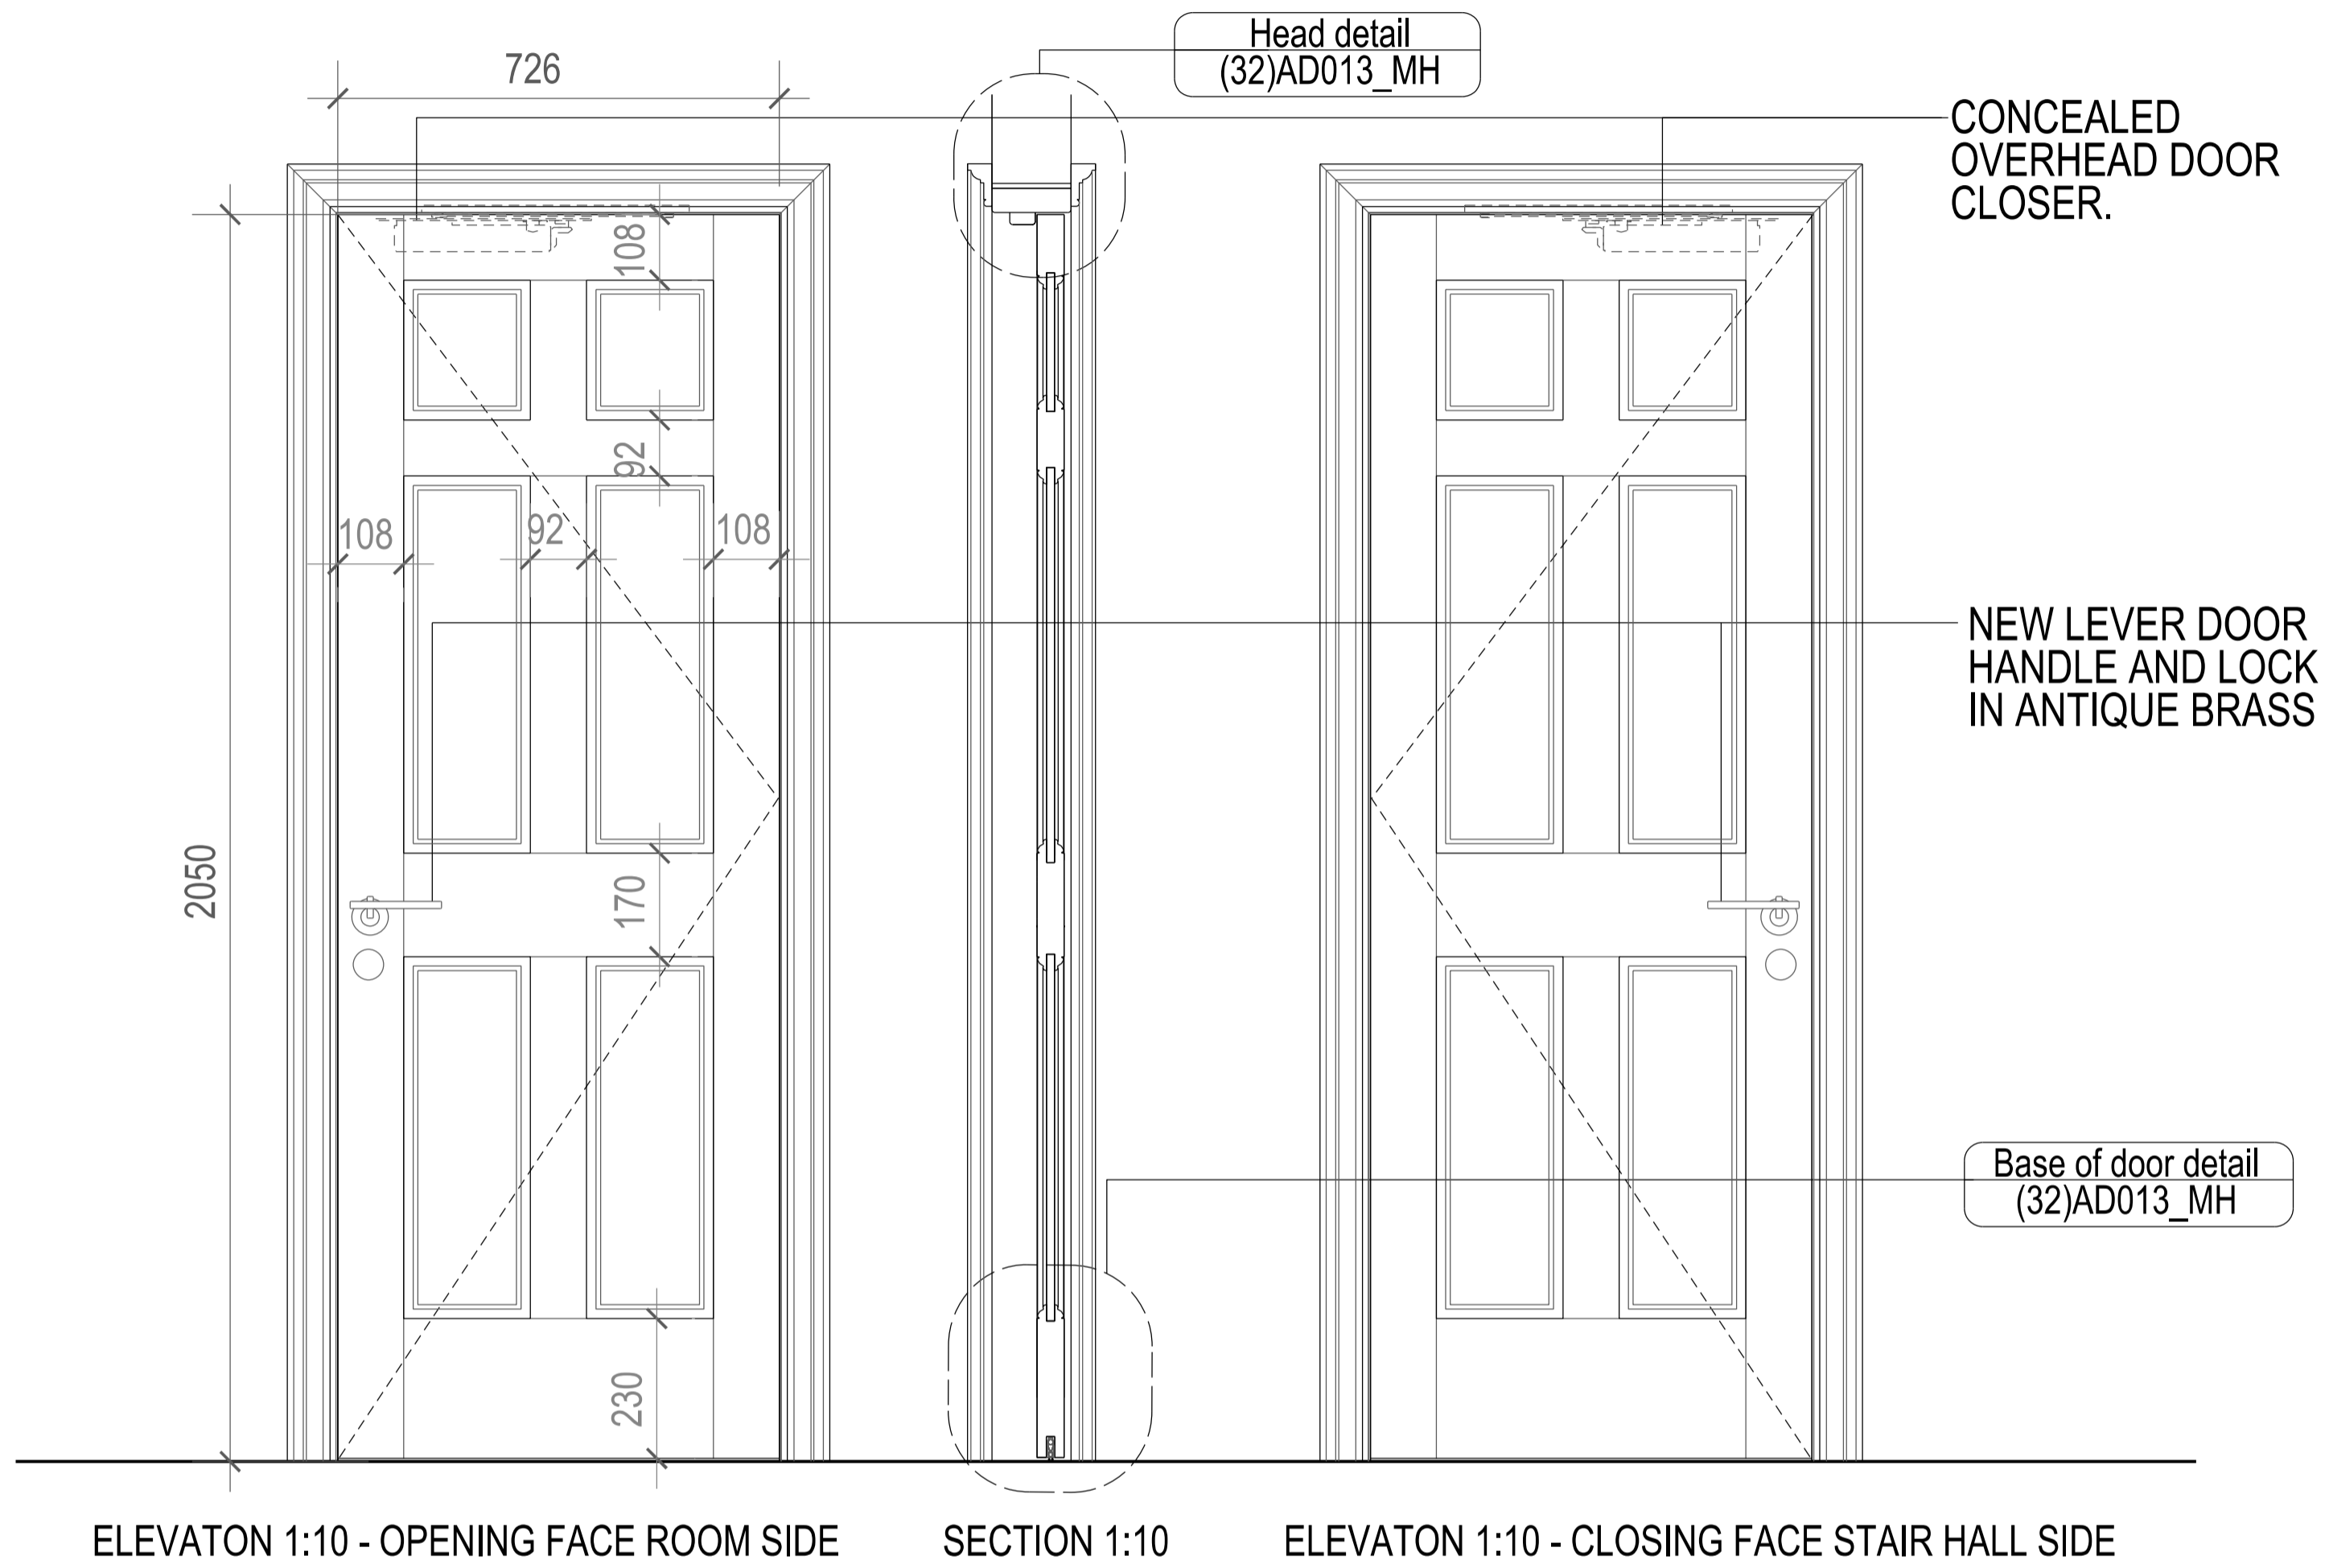 Head detail
(32)AD013_MH
726
CONCEALED
OVERHEAD DOOR
CLOSER.
108
92
108
92
108
NEW LEVER DOOR
HANDLE AND LOCK
IN ANTIQUE BRASS
2050
170
Base of door detail
(32)AD013_MH
230
ELEVATON 1:10 - OPENING FACE ROOM SIDE
SECTION 1:10
ELEVATON 1:10 - CLOSING FACE STAIR HALL SIDE